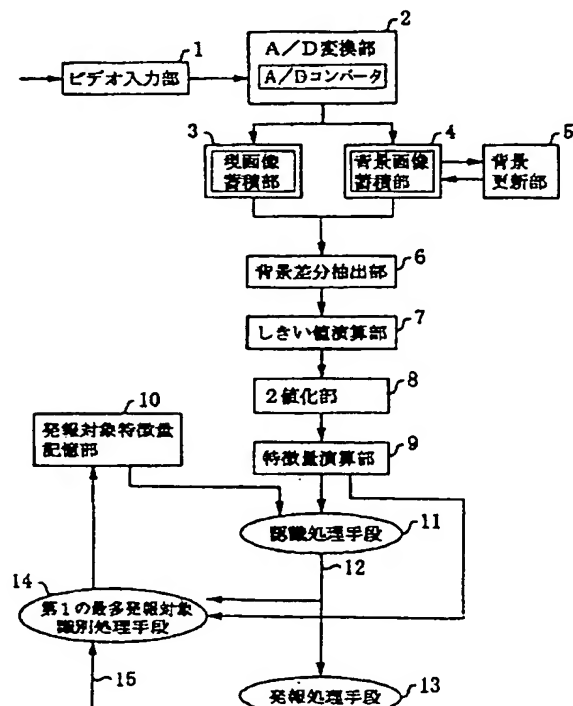 1
ビデオ入力部
2
A/D変換部
A/Dコンバータ
3
現画像
蓄積部
4
背景画像
蓄積部
5
背景
更新部
6
背景差分抽出部
7
しきい値演算部
8
2値化部
9
特徴量演算部
10
発報対象特徴量
記憶部
11
認識処理手段
12
14
第1の最多発報対象
識別処理手段
15
13
発報処理手段